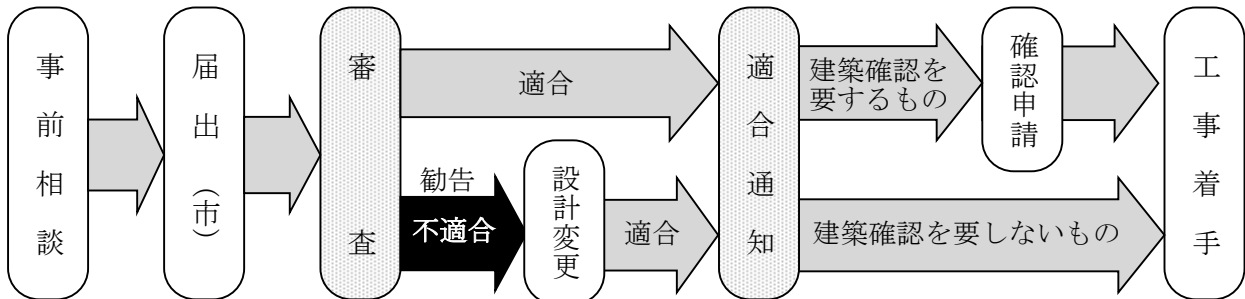 事前相談
届出（市）
審査
適合
勧告
不適合
設計変更
適合
適合通知
建築確認を
要するもの
確認申請
建築確認を要しないもの
工事着手